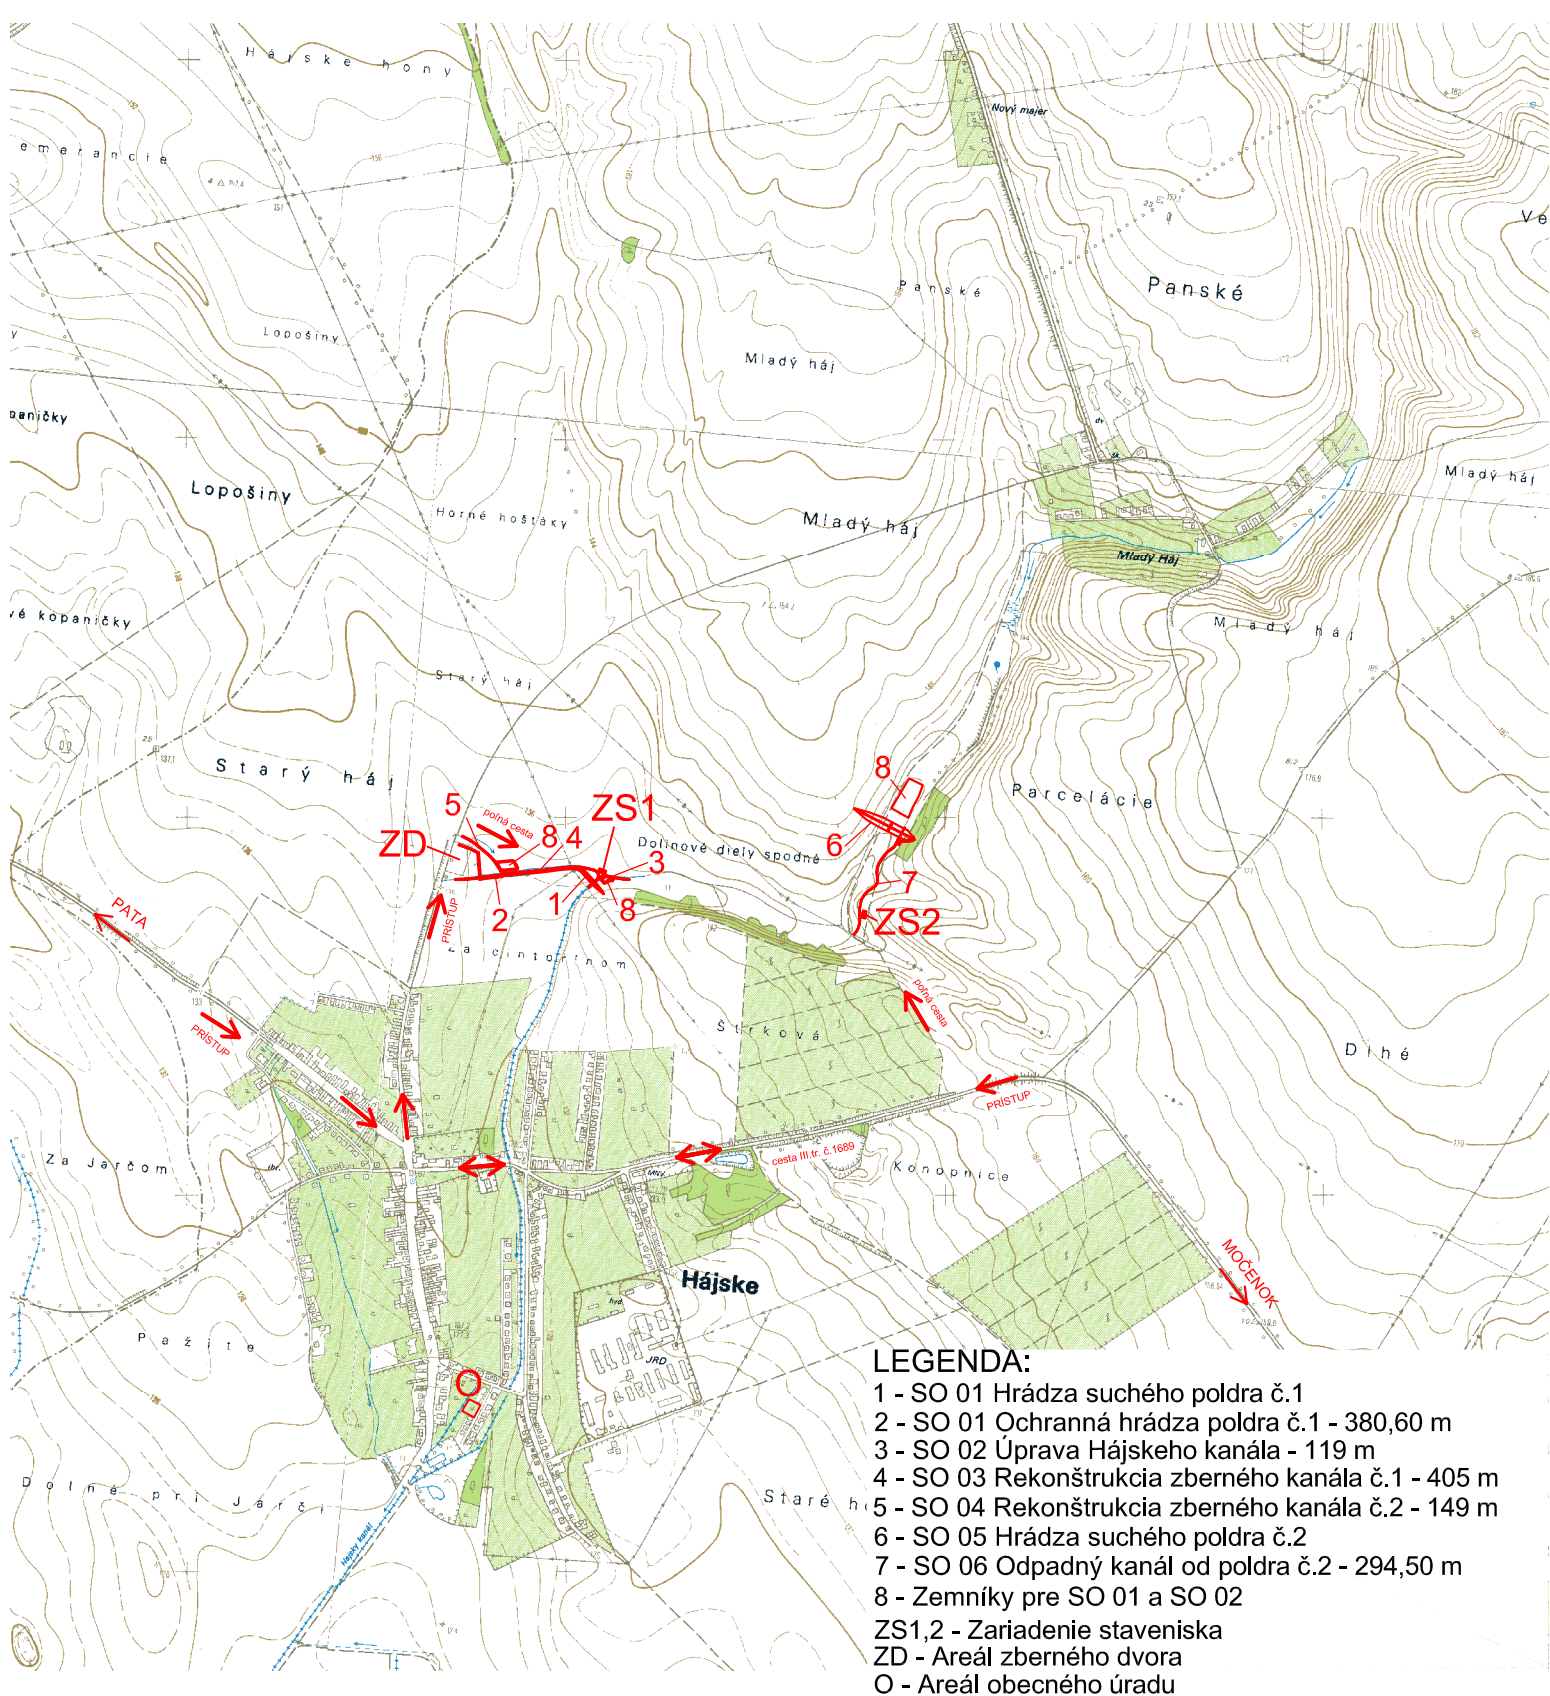 Hájske hony
Nový majer
emerancie
Ve
Panské
Panské
Lopošiny
Mladý háj
paničky
Mladý háj
Lopošiny
Horné hošťáky
Mladý háj
Mladý Háj
vé kopaničky
Mladý háj
Starý háj
Starý háj
8
Parcelácie
5
poľná cesta
ZS1
ZD
8 4
Dolinové diely spodné
6
3
7
2
1
8
ZS2
PATA
PRÍSTUP
Za cintorínom
poľná cesta
PRÍSTUP
Štrková
Dlhé
PRÍSTUP
cesta III.tr. č.1689
Za Jarčom
ihr.
MNV
Konopnice
MOČENOK
Hájske
Pažite
hyd.
JRD
O
Dolné pri Jarči
Staré h
Hájsky kanál
LEGENDA:
1 - SO 01 Hrádza suchého poldra č.1
2 - SO 01 Ochranná hrádza poldra č.1 - 380,60 m
3 - SO 02 Úprava Hájskeho kanála - 119 m
4 - SO 03 Rekonštrukcia zberného kanála č.1 - 405 m
5 - SO 04 Rekonštrukcia zberného kanála č.2 - 149 m
6 - SO 05 Hrádza suchého poldra č.2
7 - SO 06 Odpadný kanál od poldra č.2 - 294,50 m
8 - Zemníky pre SO 01 a SO 02
ZS1,2 - Zariadenie staveniska
ZD - Areál zberného dvora
O - Areál obecného úradu